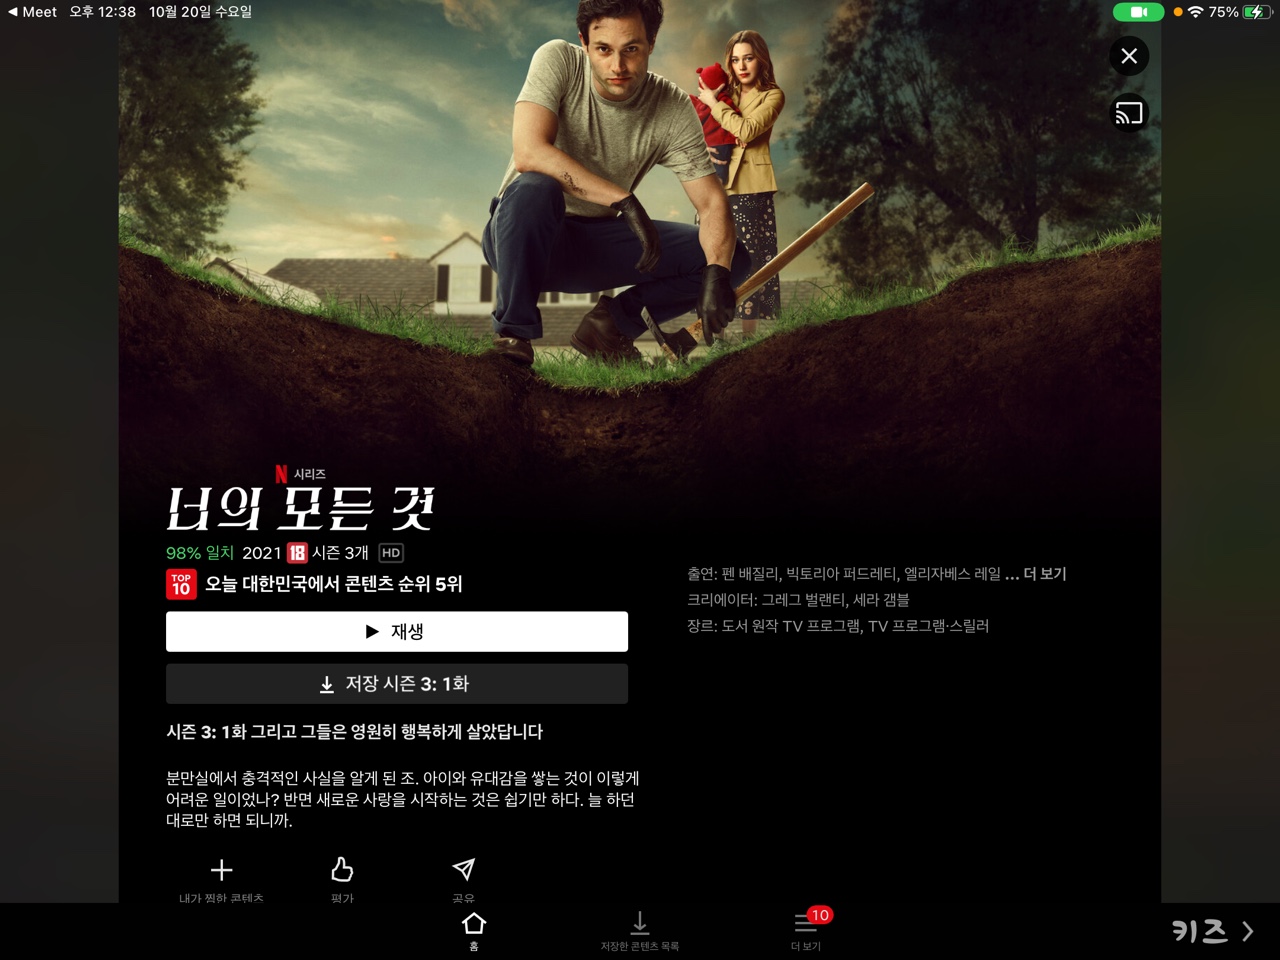 ◀ Meet 오후 12:38 10월 20일 수요일 75%
N 시리즈
너의 모든 것
98% 일치 2021 18 시즌 3개 HD
TOP 10 오늘 대한민국에서 콘텐츠 순위 5위
▶ 재생
저장 시즌 3: 1화
시즌 3: 1화 그리고 그들은 영원히 행복하게 살았답니다
분만실에서 충격적인 사실을 알게 된 조. 아이와 유대감을 쌓는 것이 이렇게
어려운 일이었나? 반면 새로운 사랑을 시작하는 것은 쉽기만 하다. 늘 하던
대로만 하면 되니까.
출연: 펜 배질리, 빅토리아 퍼드레티, 엘리자베스 레일 ... 더 보기
크리에이터: 그레그 벌랜티, 세라 갬블
장르: 도서 원작 TV 프로그램, TV 프로그램·스릴러
내가 찜한 콘텐츠 평가 공유
홈 저장한 콘텐츠 목록 10 더 보기
키즈